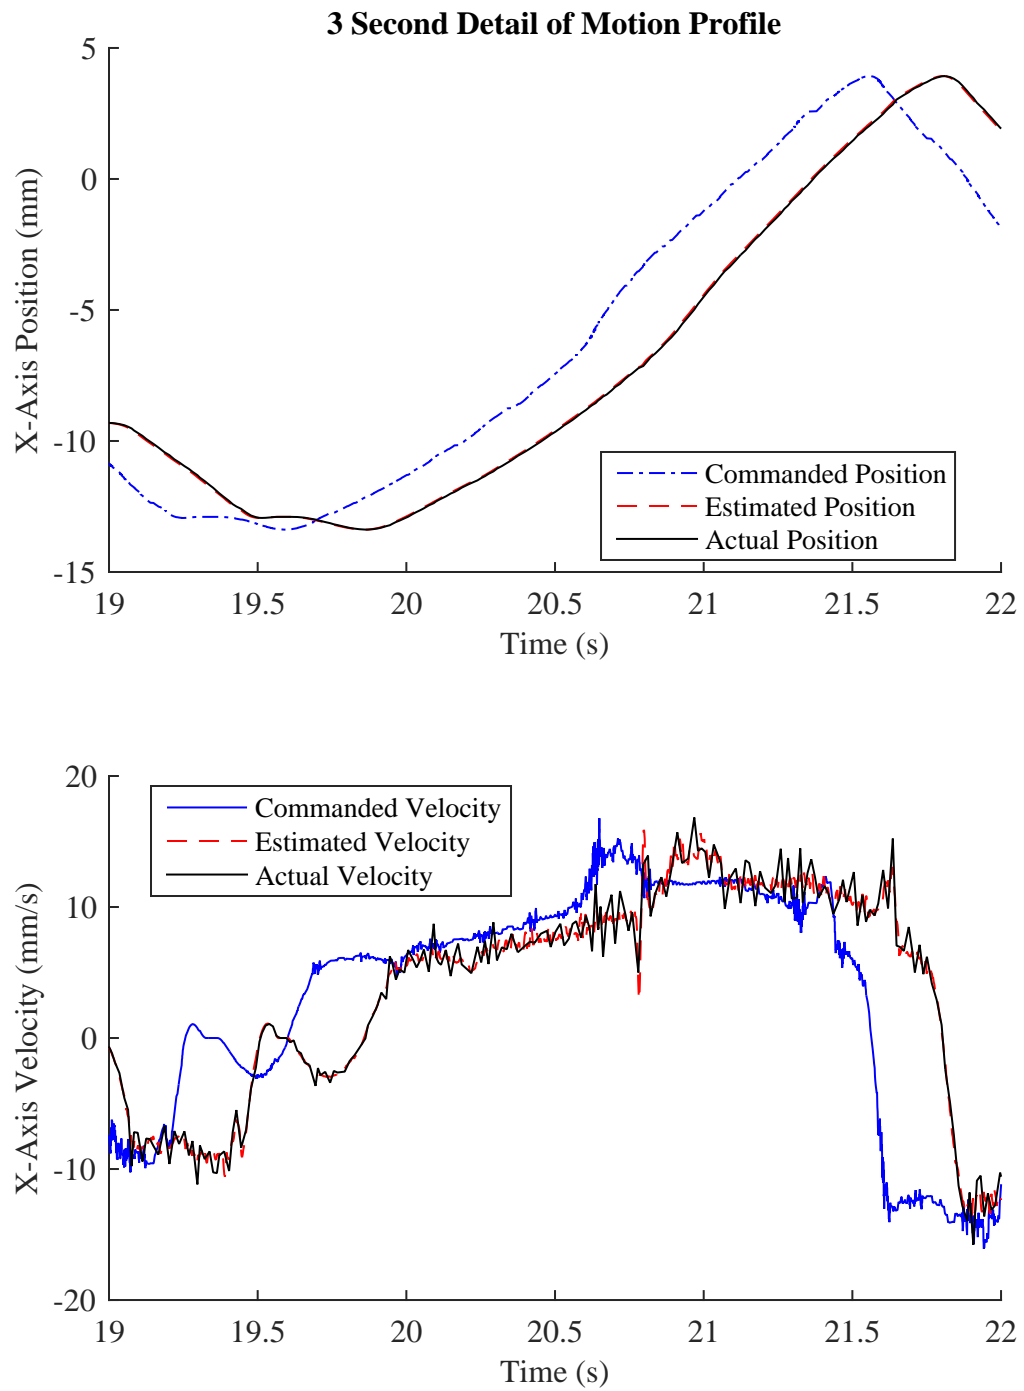 3 Second Detail of Motion Profile
5
0
-5
-10
-15
X-Axis Position (mm)
Commanded Position
Estimated Position
Actual Position
19 19.5 20 20.5 21 21.5 22
Time (s)
20
10
0
-10
-20
X-Axis Velocity (mm/s)
Commanded Velocity
Estimated Velocity
Actual Velocity
19 19.5 20 20.5 21 21.5 22
Time (s)